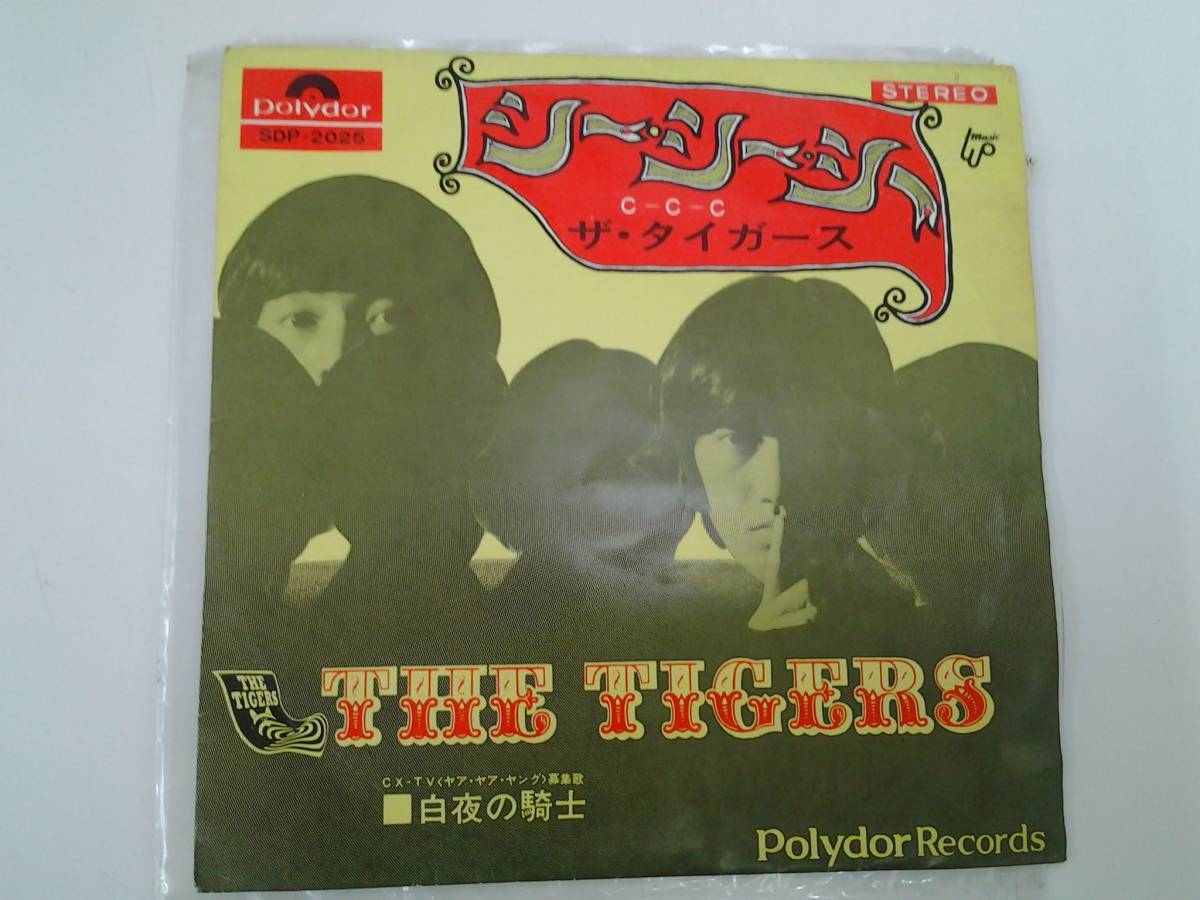 polydor
SDP-2025
STEREO
シー・シー・シー
C-C-C
ザ・タイガース
music up
THE TIGERS
THE TIGERS
CX-TV〈ヤア・ヤア・ヤング〉募集歌
■白夜の騎士
Polydor Records